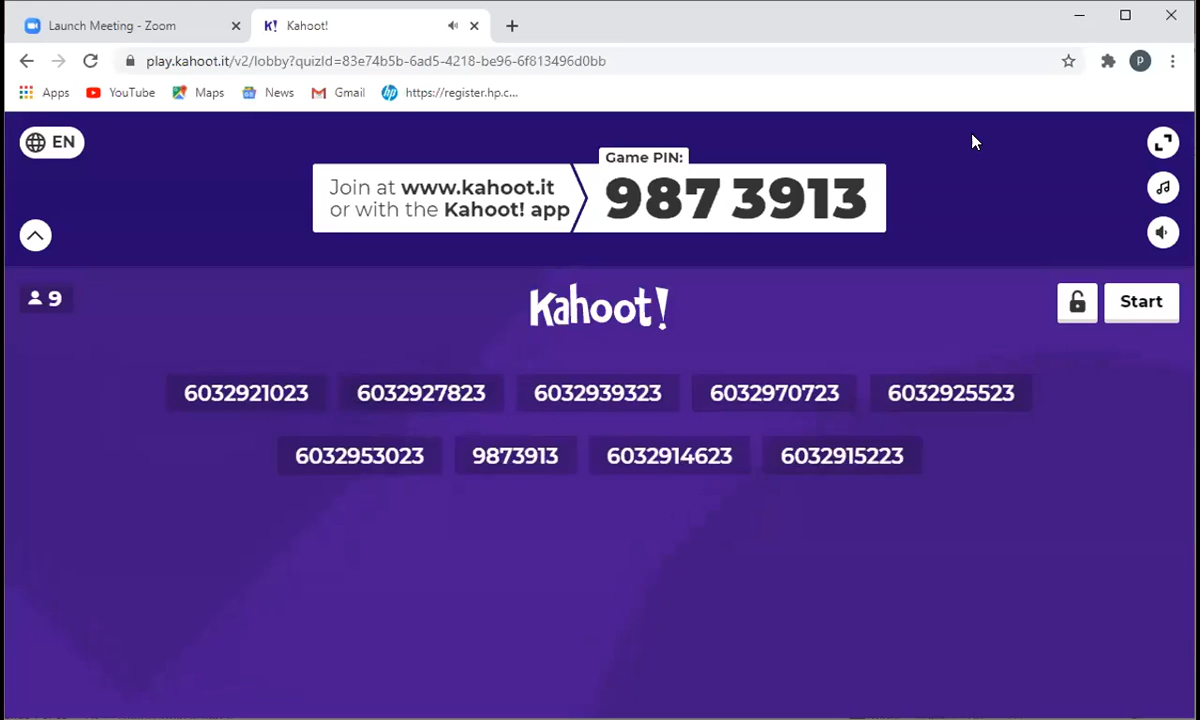 Launch Meeting - Zoom
Kahoot!
play.kahoot.it/v2/lobby?quizId=83e74b5b-6ad5-4218-be96-6f813496d0bb
P
Apps YouTube Maps News Gmail https://register.hp.c...
EN
Join at www.kahoot.it
or with the Kahoot! app
Game PIN:
987 3913
9
Kahoot!
Start
6032921023 6032927823 6032939323 6032970723 6032925523
6032953023 9873913 6032914623 6032915223